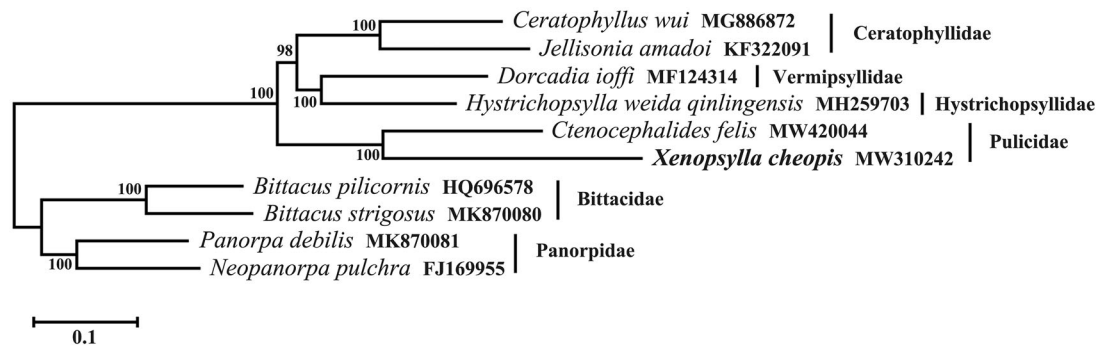 100
Ceratophyllus wui MG886872
Ceratophyllidae
98
Jellisonia amadoi KF322091
Dorcadia ioffi MF124314
Vermipsyllidae
100
100
Hystrichopsylla weida qinlingensis MH259703
Hystrichopsyllidae
Ctenocephalides felis MW420044
Pulicidae
100
Xenopsylla cheopis MW310242
100
Bittacus pilicornis HQ696578
Bittacidae
Bittacus strigosus MK870080
Panorpa debilis MK870081
Panorpidae
100
Neopanorpa pulchra FJ169955
0.1